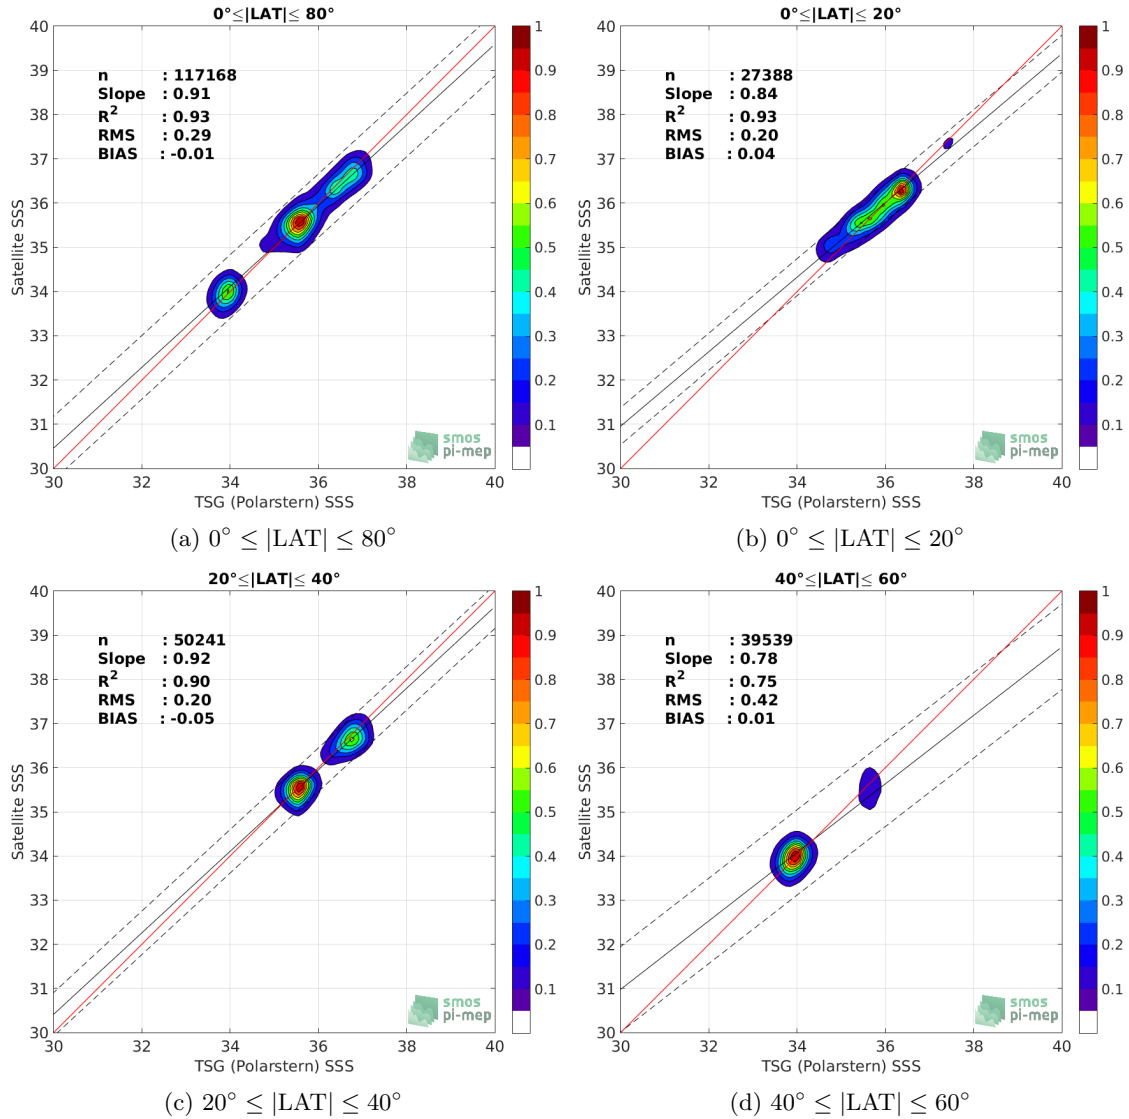 0°≤|LAT|≤ 80°
n : 117168
Slope : 0.91
R² : 0.93
RMS : 0.29
BIAS : -0.01
Satellite SSS
40
39
38
37
36
35
34
33
32
31
30
30 32 34 36 38 40
TSG (Polarstern) SSS
1
0.9
0.8
0.7
0.6
0.5
0.4
0.3
0.2
0.1
smos
pi-mep
(a) 0° ≤ |LAT| ≤ 80°
0°≤|LAT|≤ 20°
n : 27388
Slope : 0.84
R² : 0.93
RMS : 0.20
BIAS : 0.04
Satellite SSS
40
39
38
37
36
35
34
33
32
31
30
30 32 34 36 38 40
TSG (Polarstern) SSS
1
0.9
0.8
0.7
0.6
0.5
0.4
0.3
0.2
0.1
smos
pi-mep
(b) 0° ≤ |LAT| ≤ 20°
20°≤|LAT|≤ 40°
n : 50241
Slope : 0.92
R² : 0.90
RMS : 0.20
BIAS : -0.05
Satellite SSS
40
39
38
37
36
35
34
33
32
31
30
30 32 34 36 38 40
TSG (Polarstern) SSS
1
0.9
0.8
0.7
0.6
0.5
0.4
0.3
0.2
0.1
smos
pi-mep
(c) 20° ≤ |LAT| ≤ 40°
40°≤|LAT|≤ 60°
n : 39539
Slope : 0.78
R² : 0.75
RMS : 0.42
BIAS : 0.01
Satellite SSS
40
39
38
37
36
35
34
33
32
31
30
30 32 34 36 38 40
TSG (Polarstern) SSS
1
0.9
0.8
0.7
0.6
0.5
0.4
0.3
0.2
0.1
smos
pi-mep
(d) 40° ≤ |LAT| ≤ 60°